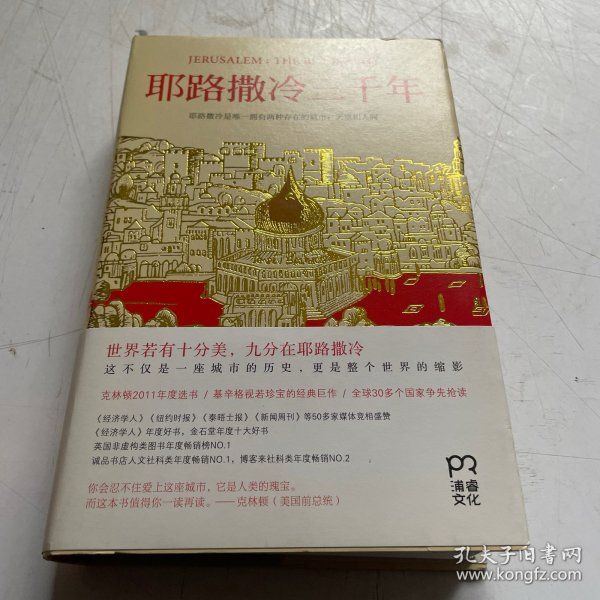 JERUSALEM: THE
耶路撒冷三千年
耶路撒冷是唯一拥有两种存在的城市:天堂和人间
世界若有十分美,九分在耶路撒冷
这不仅是一座城市的历史,更是整个世界的缩影
克林顿2011年度选书 / 基辛格视若珍宝的经典巨作 / 全球30多个国家争先抢读
《经济学人》《纽约时报》《泰晤士报》《新闻周刊》等50多家媒体竞相盛赞
《经济学人》年度好书,金石堂年度十大好书
英国非虚构类图书年度畅销榜NO.1
诚品书店人文社科类年度畅销NO.1,博客来社科类年度畅销NO.2
浦睿
文化
你会忍不住爱上这座城市,它是人类的瑰宝。
而这本书值得你一读再读。——克林顿(美国前总统)
孔夫子旧书网
www.kongfz.com